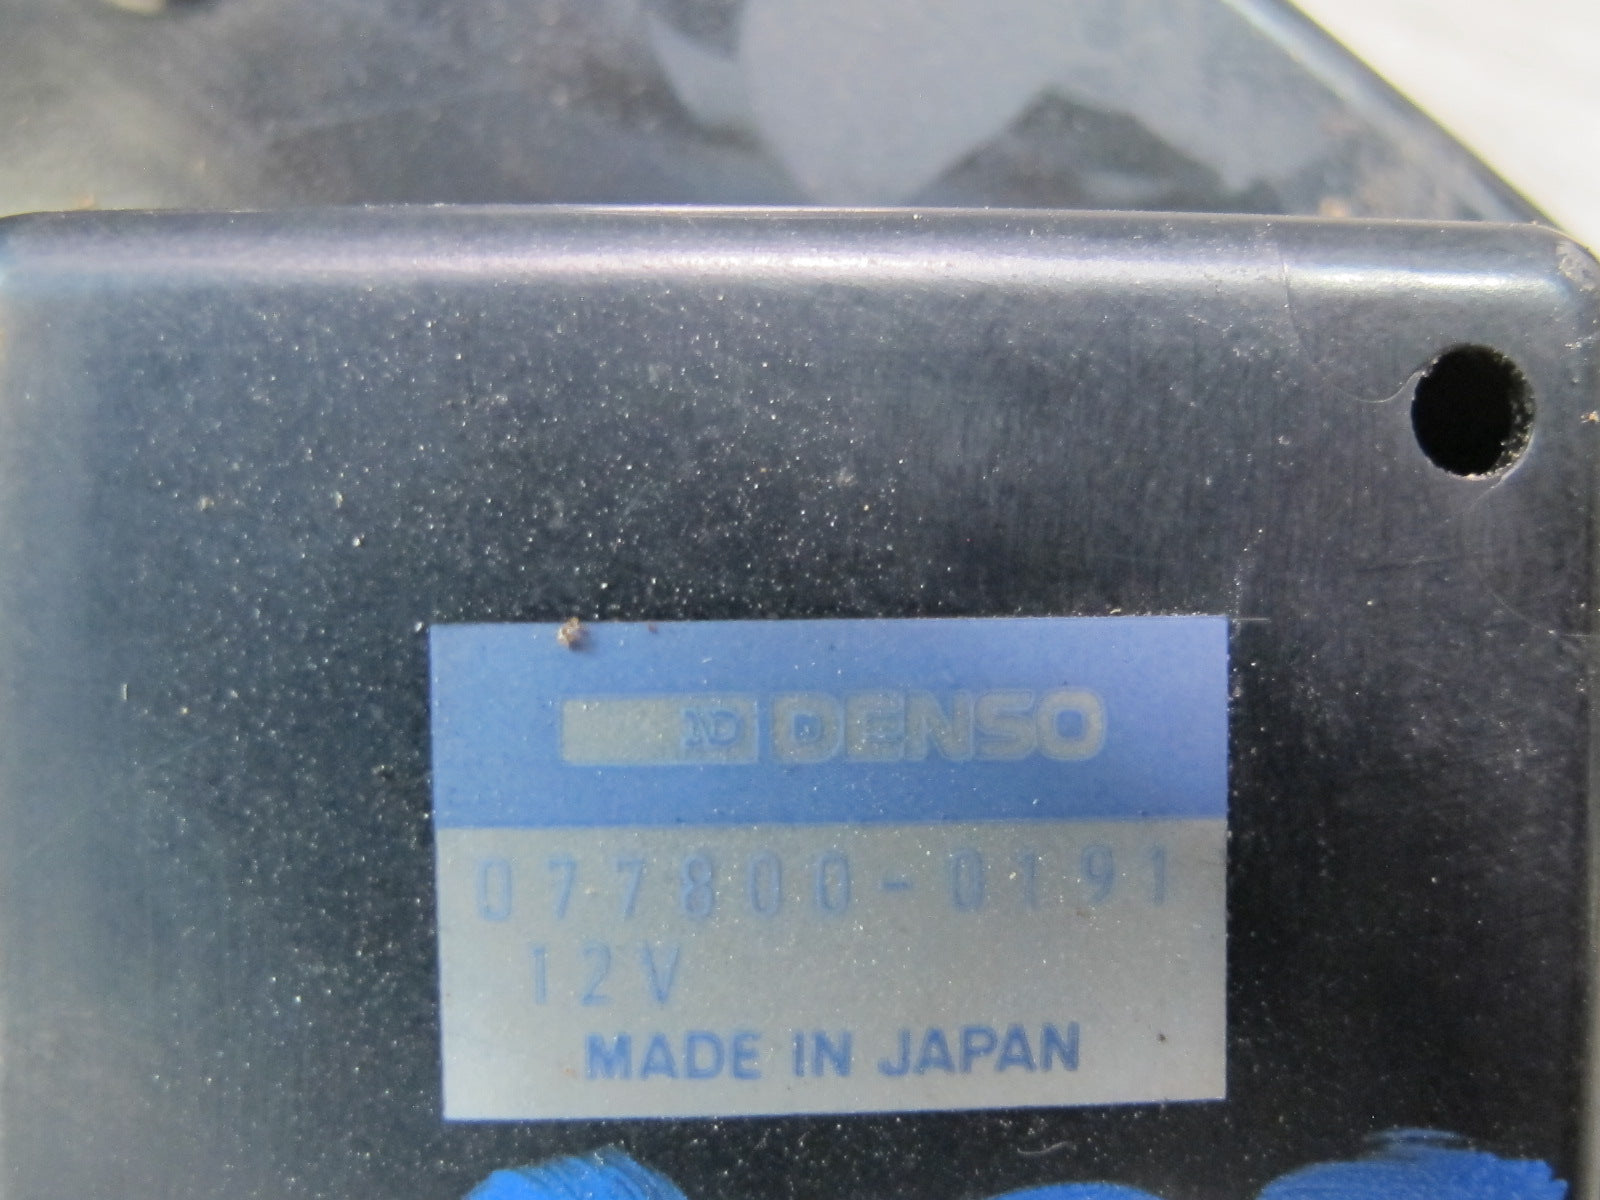 ND DENSO
077800-0191
12V
MADE IN JAPAN